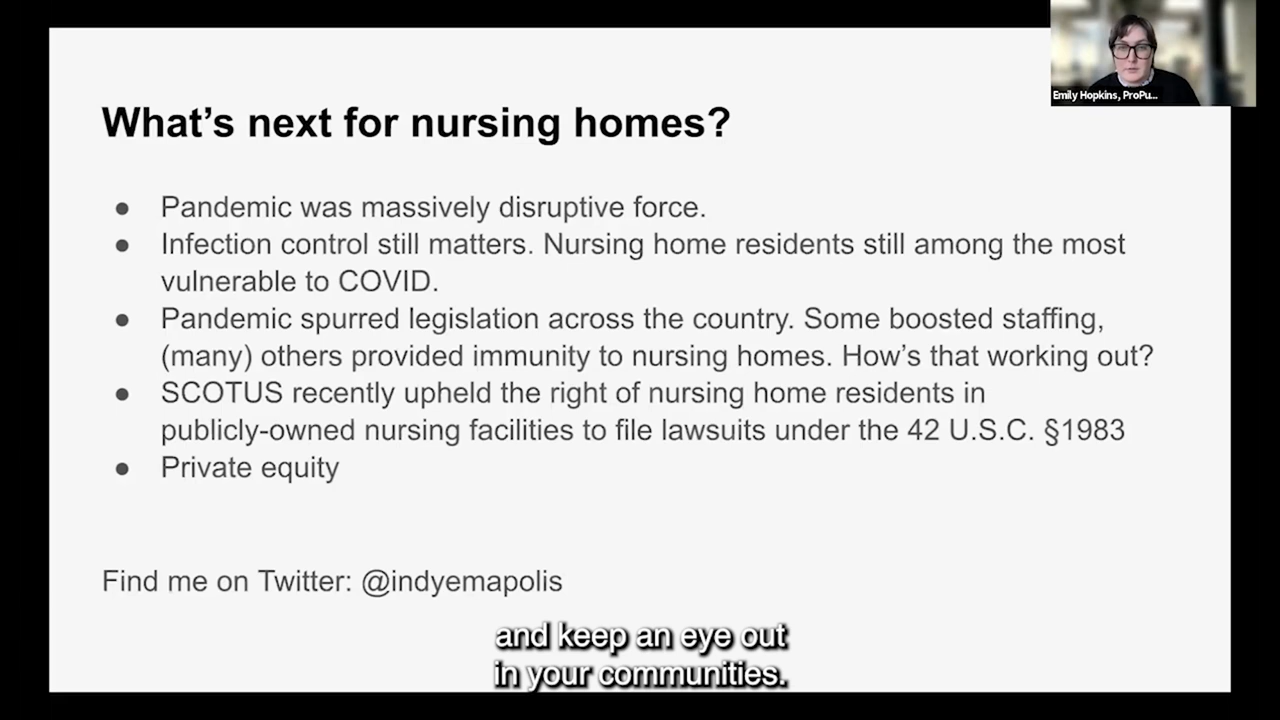 Emily Hopkins, ProPu...
What's next for nursing homes?
● Pandemic was massively disruptive force.
● Infection control still matters. Nursing home residents still among the most
vulnerable to COVID.
● Pandemic spurred legislation across the country. Some boosted staffing,
(many) others provided immunity to nursing homes. How's that working out?
● SCOTUS recently upheld the right of nursing home residents in
publicly-owned nursing facilities to file lawsuits under the 42 U.S.C. §1983
● Private equity
Find me on Twitter: @indyemapolis
and keep an eye out
in your communities.